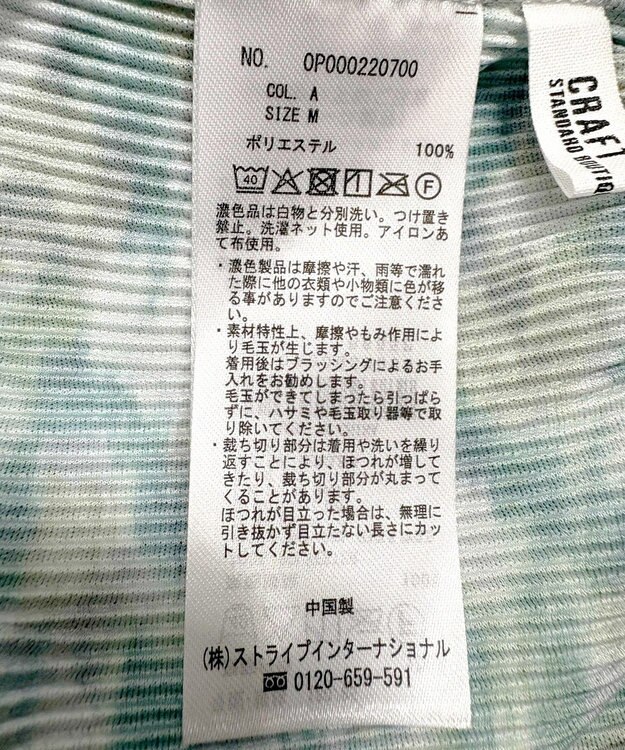 NO. 0P000220700
COL. A
SIZE M
ポリエステル 100%
40 F
濃色品は白物と分別洗い。つけ置き
禁止。洗濯ネット使用。アイロンあ
て布使用。
・濃色製品は摩擦や汗、雨等で濡れ
た際に他の衣類や小物類に色が移
る事がありますのでご注意くださ
い。
・素材特性上、摩擦やもみ作用によ
り毛玉が生じます。
着用後はブラッシングによるお手
入れをお勧めします。
毛玉ができてしまったら引っぱら
ずに、ハサミや毛玉取り器等で取
り除いてください。
・裁ち切り部分は着用や洗いを繰り
返すことにより、ほつれが増して
きたり、裁ち切り部分が丸まって
くることがあります。
ほつれが目立った場合は、無理に
引き抜かず目立たない長さにカッ
トしてください。
中国製
(株)ストライプインターナショナル
0120-659-591
CRAFT
STANDARD